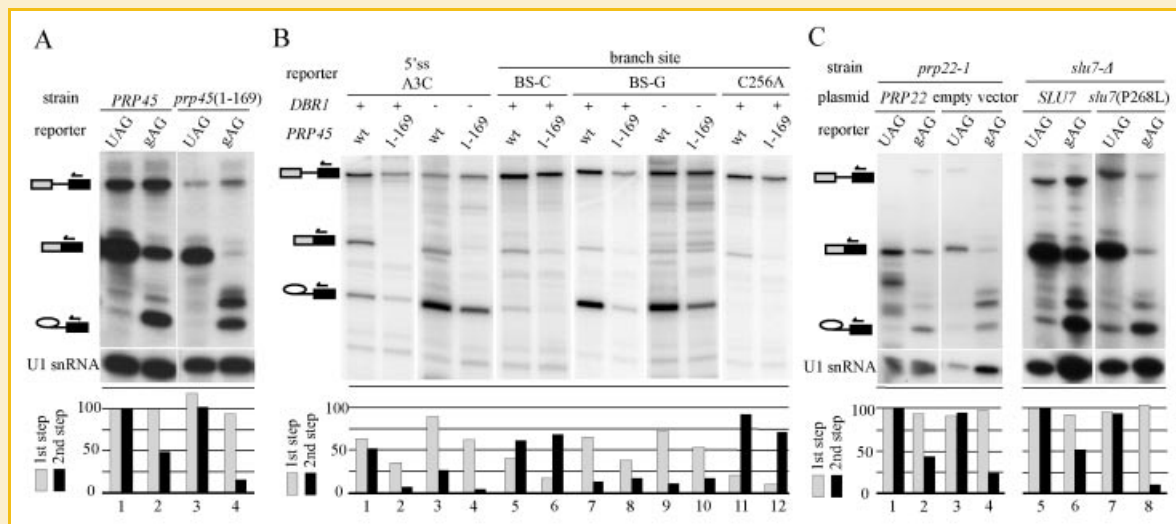 A
strain PRP45 prp45(1-169)
reporter UAG gAG UAG gAG
U1 snRNA
1st step
2nd step
100
50
0
1 2 3 4
B
reporter 5'ss A3C branch site
BS-C BS-G C256A
DBR1 + + - - + + + + - - + +
PRP45 wt 1-169 wt 1-169 wt 1-169 wt 1-169 wt 1-169 wt 1-169
1st step
2nd step
100
50
0
1 2 3 4 5 6 7 8 9 10 11 12
C
strain prp22-1 slu7-Δ
plasmid PRP22 empty vector SLU7 slu7(P268L)
reporter UAG gAG UAG gAG UAG gAG UAG gAG
U1 snRNA
1st step
2nd step
100
50
0
1 2 3 4 5 6 7 8